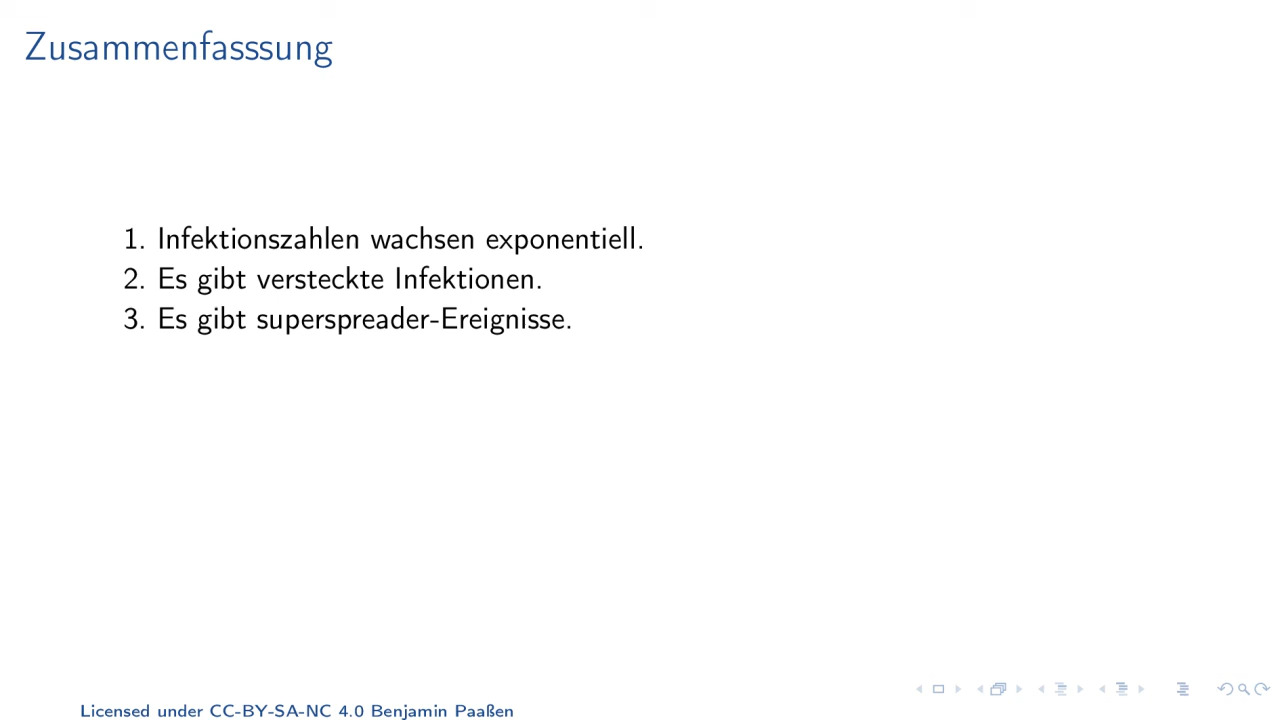 Zusammenfasssung
1. Infektionszahlen wachsen exponentiell.
2. Es gibt versteckte Infektionen.
3. Es gibt superspreader-Ereignisse.
Licensed under CC-BY-SA-NC 4.0 Benjamin Paaßen